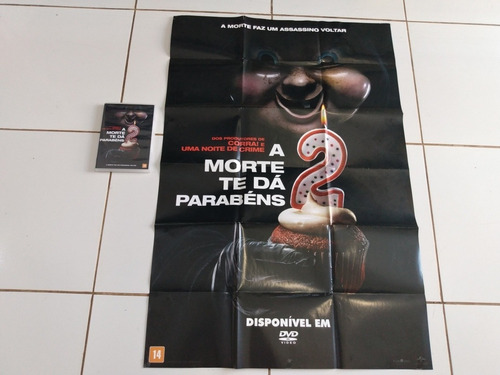 A MORTE FAZ UM ASSASSINO VOLTAR
DOS PRODUTORES DE
CORRA! E
UMA NOITE DE CRIME
A
MORTE
TE DÁ
PARABÉNS
2
DISPONÍVEL EM
DVD
VIDEO
14
A
MORTE
TE DÁ
PARABÉNS
2